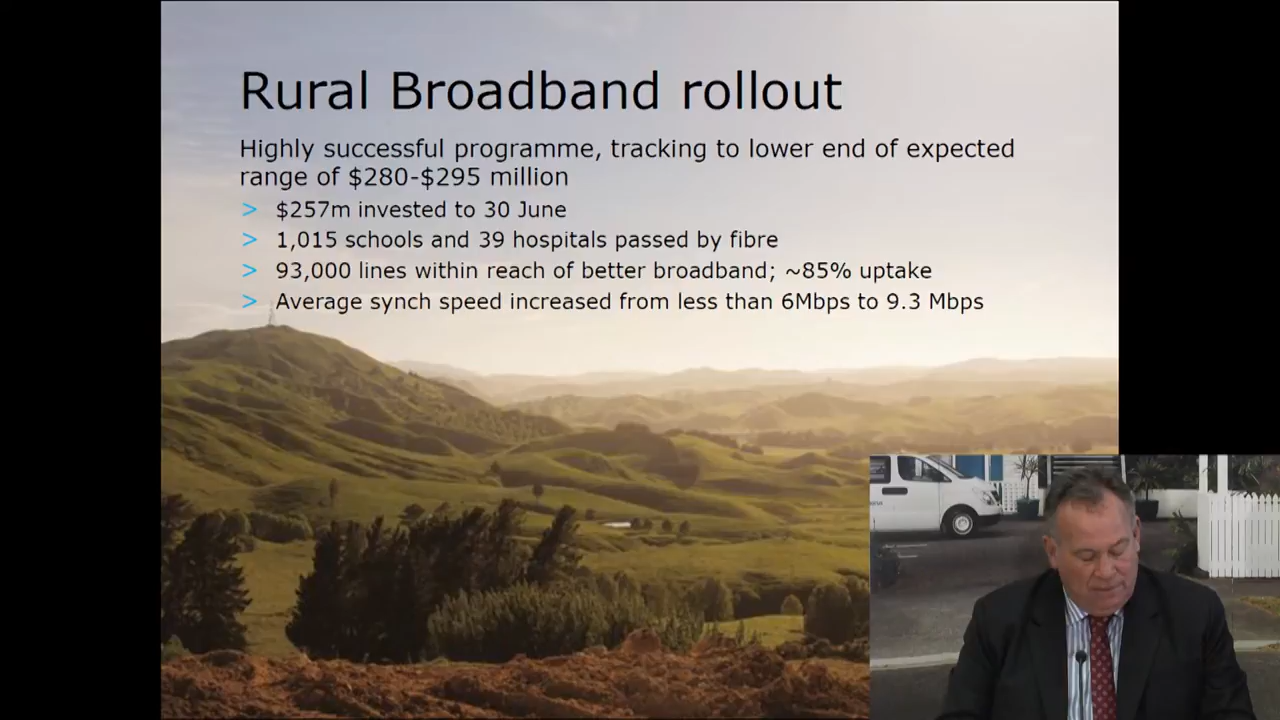 Rural Broadband rollout
Highly successful programme, tracking to lower end of expected
range of $280-$295 million
> $257m invested to 30 June
> 1,015 schools and 39 hospitals passed by fibre
> 93,000 lines within reach of better broadband; ~85% uptake
> Average synch speed increased from less than 6Mbps to 9.3 Mbps